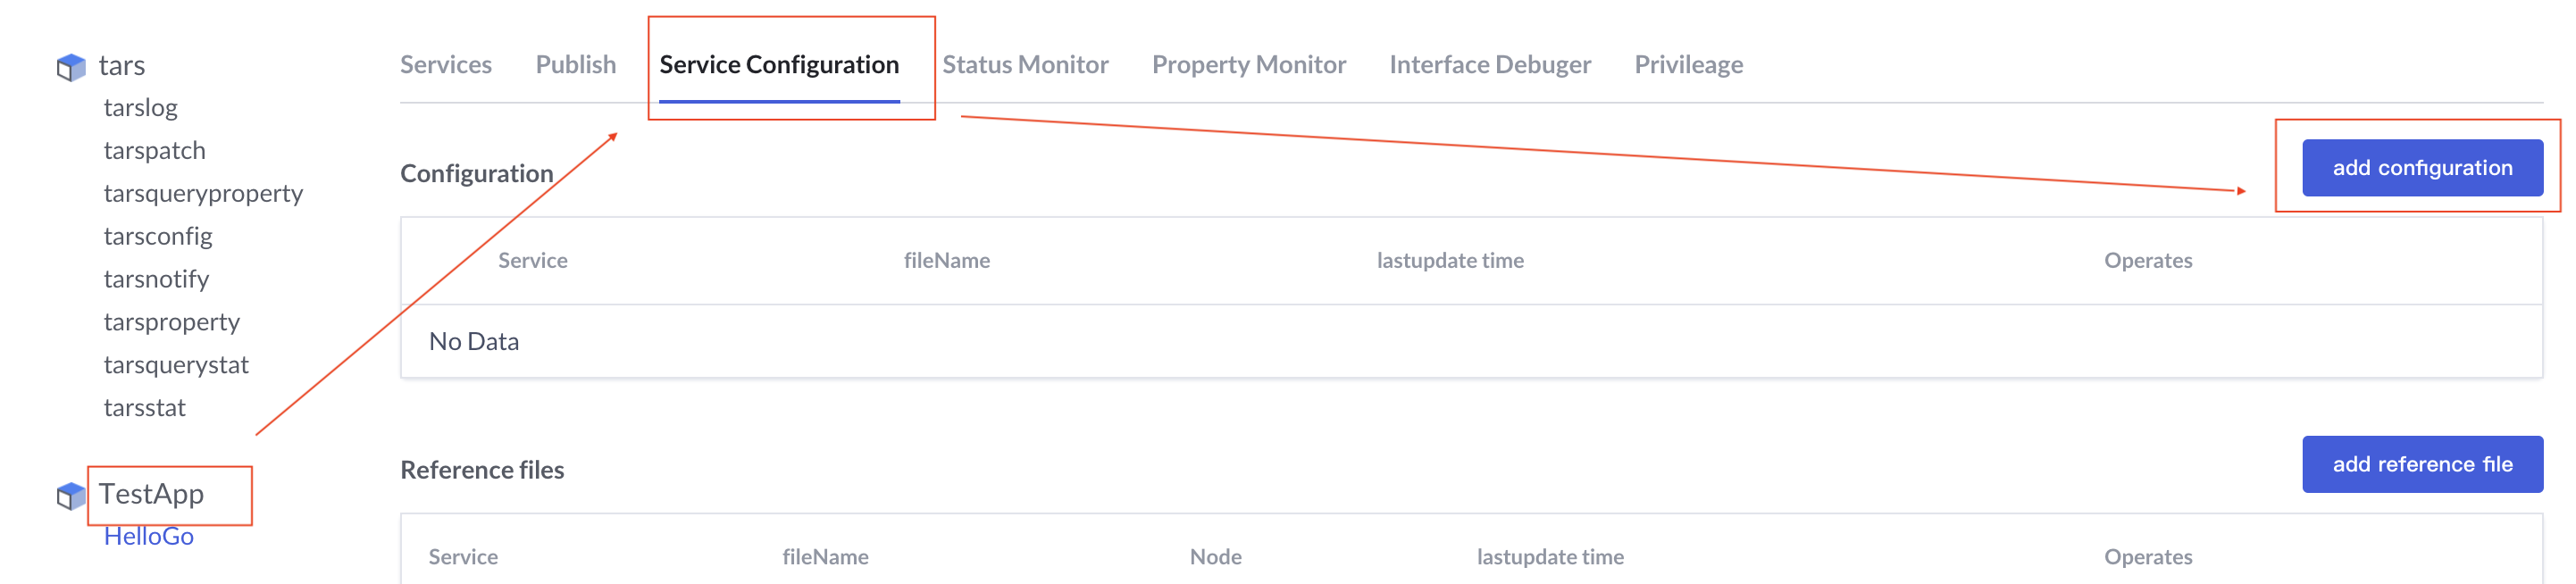 tars
tarslog
tarspatch
tarsqueryproperty
tarsconfig
tarsnotify
tarsproperty
tarsquerystat
tarsstat
TestApp
HelloGo
Services Publish Service Configuration Status Monitor Property Monitor Interface Debuger Privileage
Configuration
add configuration
Service fileName lastupdate time Operates
No Data
Reference files
add reference file
Service fileName Node lastupdate time Operates